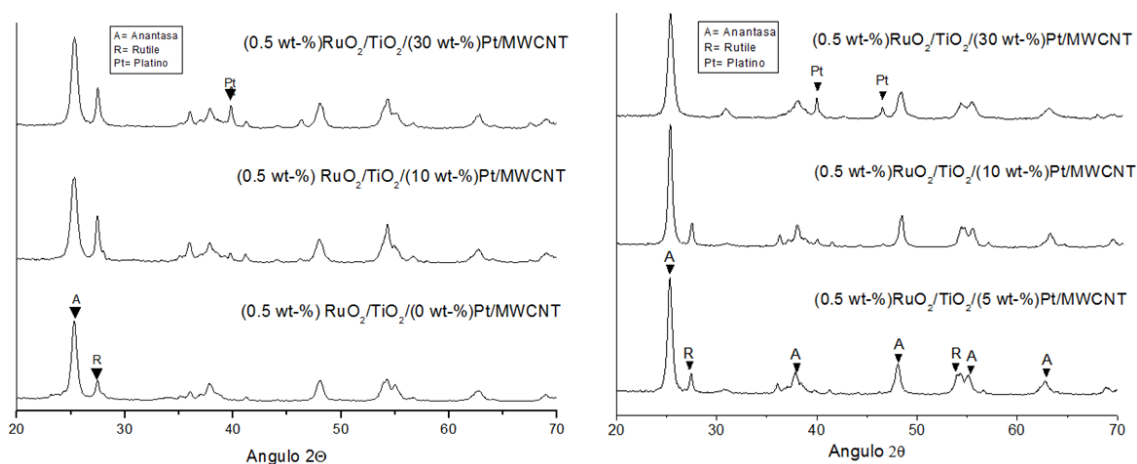 A= Anantasa
R= Rutile
Pt= Platino
(0.5 wt-%)RuO₂/TiO₂/(30 wt-%)Pt/MWCNT
Pt
(0.5 wt-%) RuO₂/TiO₂/(10 wt-%)Pt/MWCNT
(0.5 wt-%) RuO₂/TiO₂/(0 wt-%)Pt/MWCNT
A
R
20 30 40 50 60 70
Angulo 2Θ
A= Anantasa
R= Rutile
Pt= Platino
(0.5 wt-%)RuO₂/TiO₂/(30 wt-%)Pt/MWCNT
Pt
Pt
(0.5 wt-%)RuO₂/TiO₂/(10 wt-%)Pt/MWCNT
A
(0.5 wt-%)RuO₂/TiO₂/(5 wt-%)Pt/MWCNT
R A A R A A
20 30 40 50 60 70
Angulo 2θ